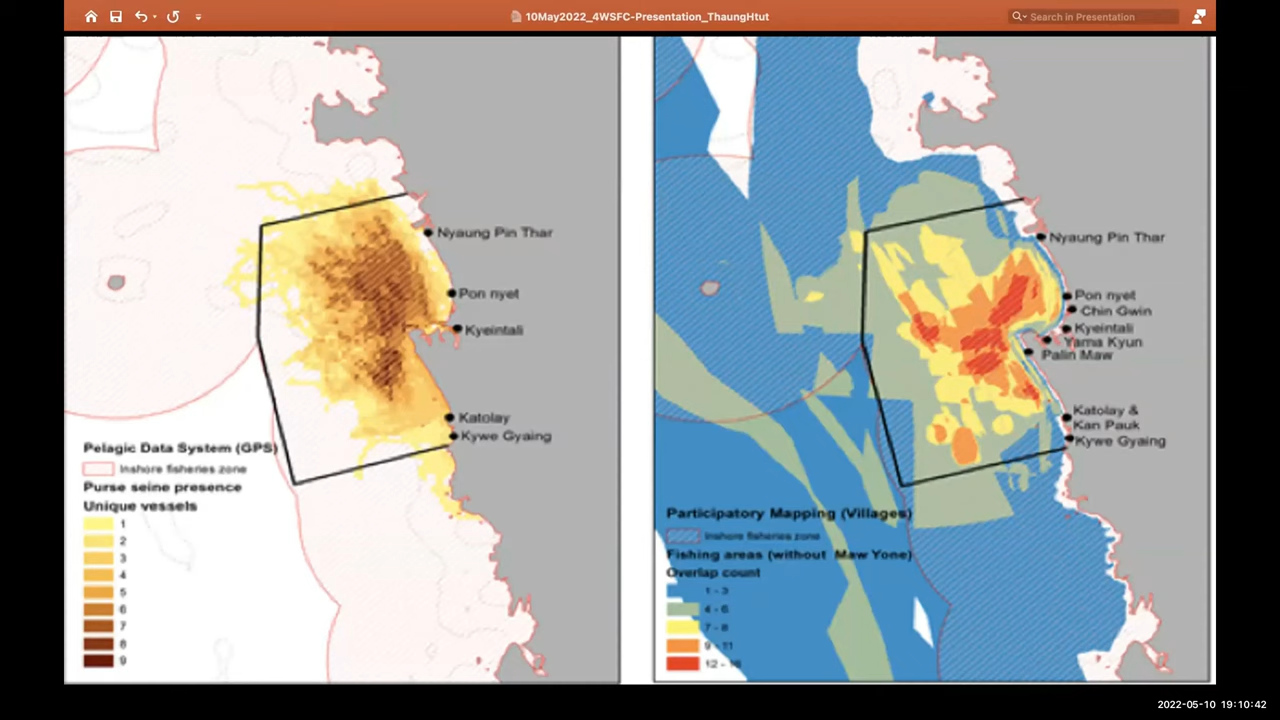 10May2022_4WSFC-Presentation_ThaungHtut
Search in Presentation
Nyaung Pin Thar
Pon nyet
Kyeintali
Katolay
Kywe Gyaing
Pelagic Data System (GPS)
Inshore fisheries zone
Purse seine presence
Unique vessels
1
2
3
4
5
6
7
8
9
Nyaung Pin Thar
Pon nyet
Chin Gwin
Kyeintali
Yama Kyun
Palin Maw
Katolay &
Kan Pauk
Kywe Gyaing
Participatory Mapping (Villages)
Inshore fisheries zone
Fishing areas (without Maw Yone)
Overlap count
1 - 3
4 - 6
7 - 8
9 - 11
12 -
2022-05-10 19:10:42